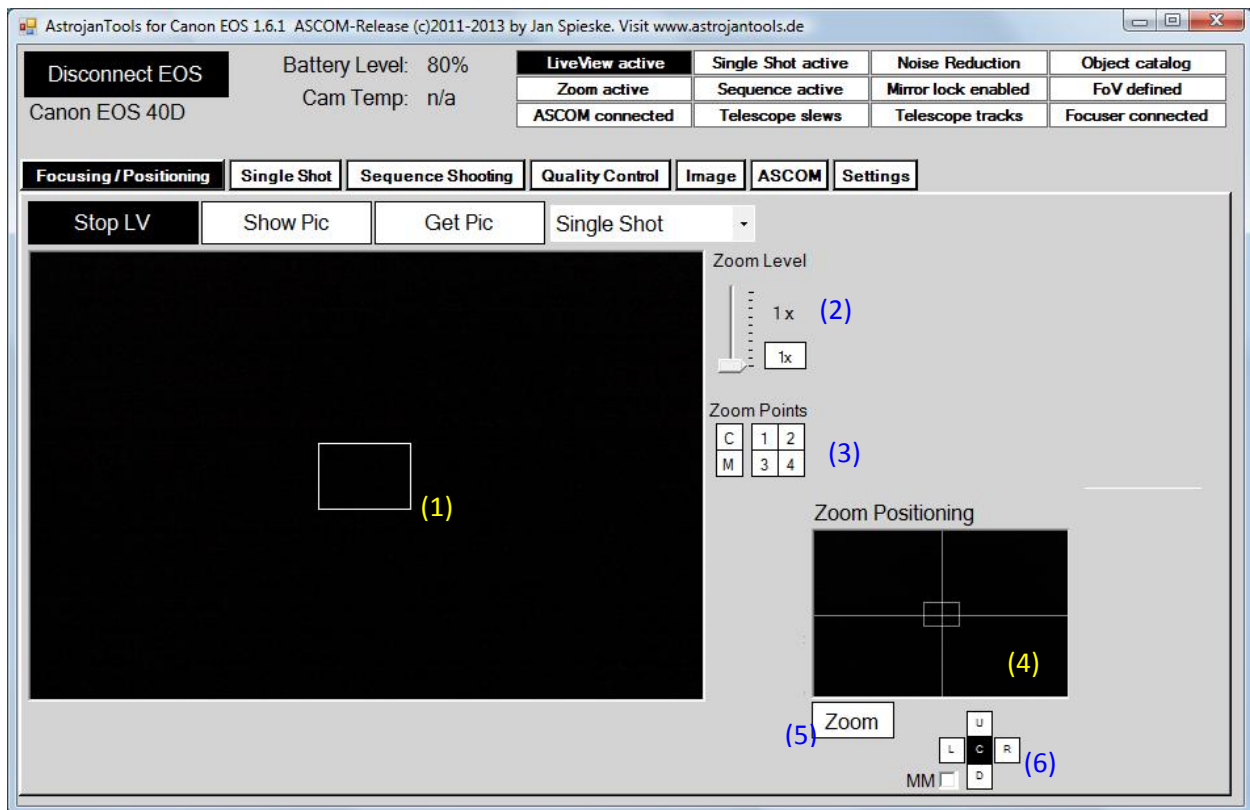 AstrojanTools for Canon EOS 1.6.1 ASCOM-Release (c)2011-2013 by Jan Spieske. Visit www.astrojantools.de
Disconnect EOS
Battery Level: 80%
Canon EOS 40D
Cam Temp: n/a
LiveView active Single Shot active Noise Reduction Object catalog
Zoom active Sequence active Mirror lock enabled FoV defined
ASCOM connected Telescope slews Telescope tracks Focuser connected
Focusing / Positioning Single Shot Sequence Shooting Quality Control Image ASCOM Settings
Stop LV Show Pic Get Pic Single Shot
Zoom Level
1 x (2)
1x
Zoom Points
C 1 2
M 3 4
(3)
(1)
Zoom Positioning
(4)
(5) Zoom
U
L C R
(6)
MM D